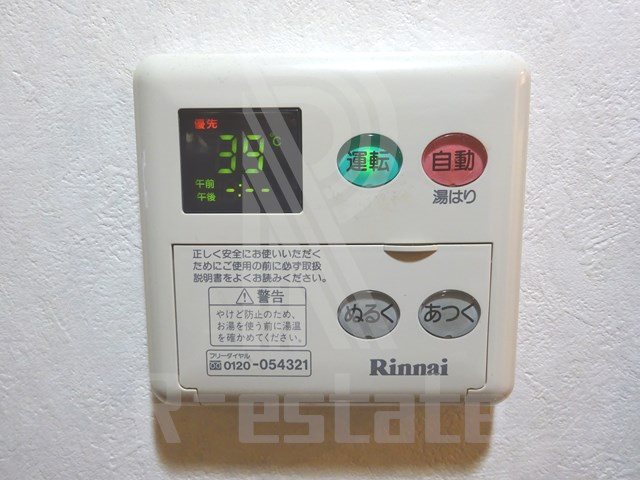 優先
39℃
午前
午後 -:--
運転
自動
湯はり
正しく安全にお使いいただく
ためにご使用の前に必ず取扱
説明書をよくお読みください。
警告
やけど防止のため、
お湯を使う前に湯温
を確かめてください。
フリーダイヤル
0120-054321
ぬるく
あつく
Rinnai
R-estate